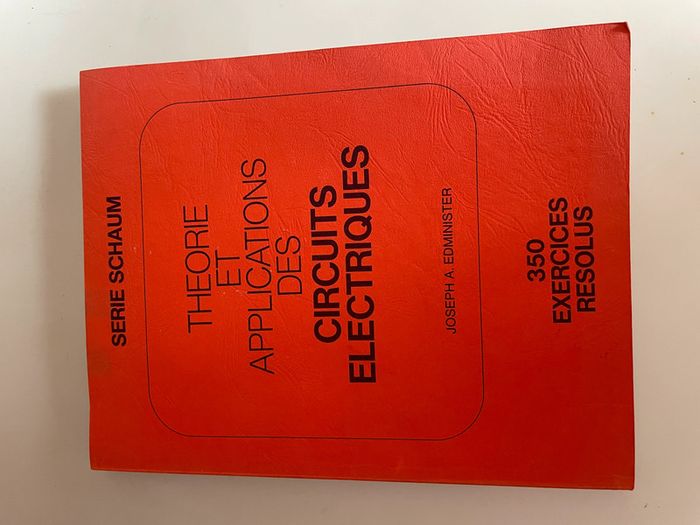 SERIE SCHAUM
THEORIE
ET
APPLICATIONS
DES
CIRCUITS
ELECTRIQUES
JOSEPH A. EDMINISTER
350
EXERCICES
RESOLUS